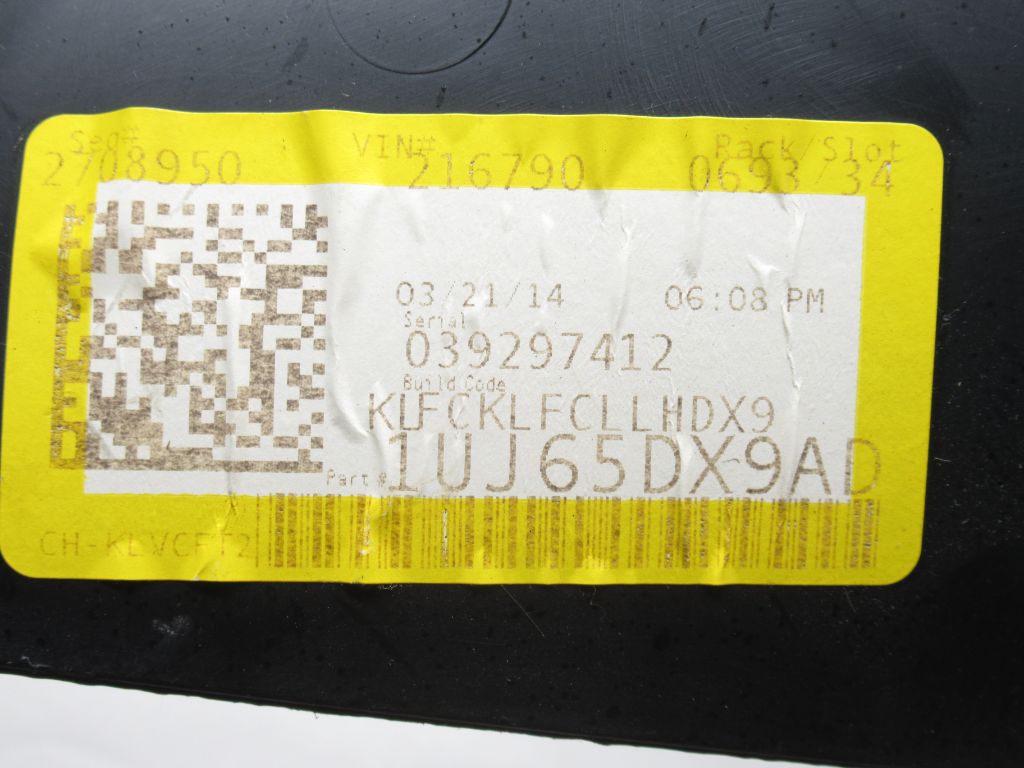 Seq# VIN# Rack/Slot
2708950 216790 0693/34
03/21/14 06:08 PM
Serial
039297412
Build Code
KLFCKLFCLLHDX9
Part# 1UJ65DX9AD
CH-KLVCFT2